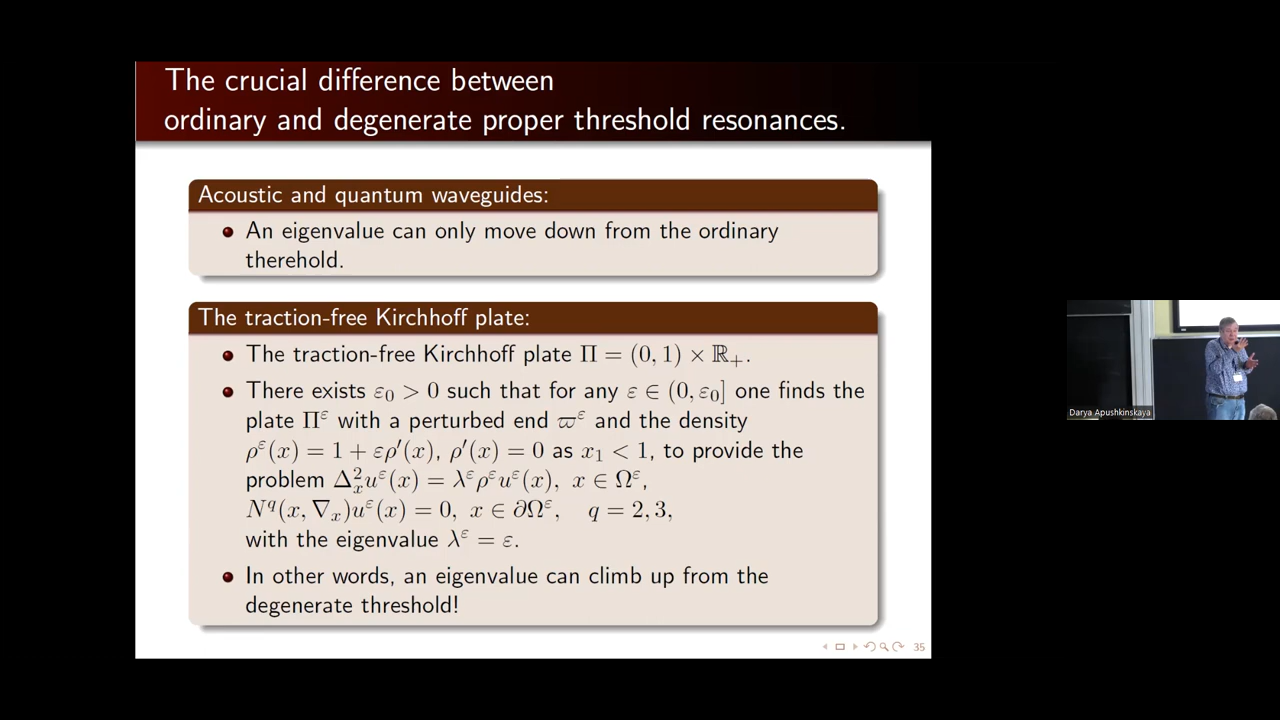 The crucial difference between
ordinary and degenerate proper threshold resonances.
Acoustic and quantum waveguides:
An eigenvalue can only move down from the ordinary
therehold.
The traction-free Kirchhoff plate:
The traction-free Kirchhoff plate Π = (0, 1) × ℝ₊.
There exists ε₀ > 0 such that for any ε ∈ (0, ε₀] one finds the
plate Π^ε with a perturbed end ϖ^ε and the density
ρ^ε(x) = 1 + ερ′(x), ρ′(x) = 0 as x₁ < 1, to provide the
problem Δ²ₓu^ε(x) = λ^ερ^εu^ε(x), x ∈ Ω^ε,
N^q(x, ∇ₓ)u^ε(x) = 0, x ∈ ∂Ω^ε, q = 2, 3,
with the eigenvalue λ^ε = ε.
In other words, an eigenvalue can climb up from the
degenerate threshold!
35
Darya Apushkinskaya